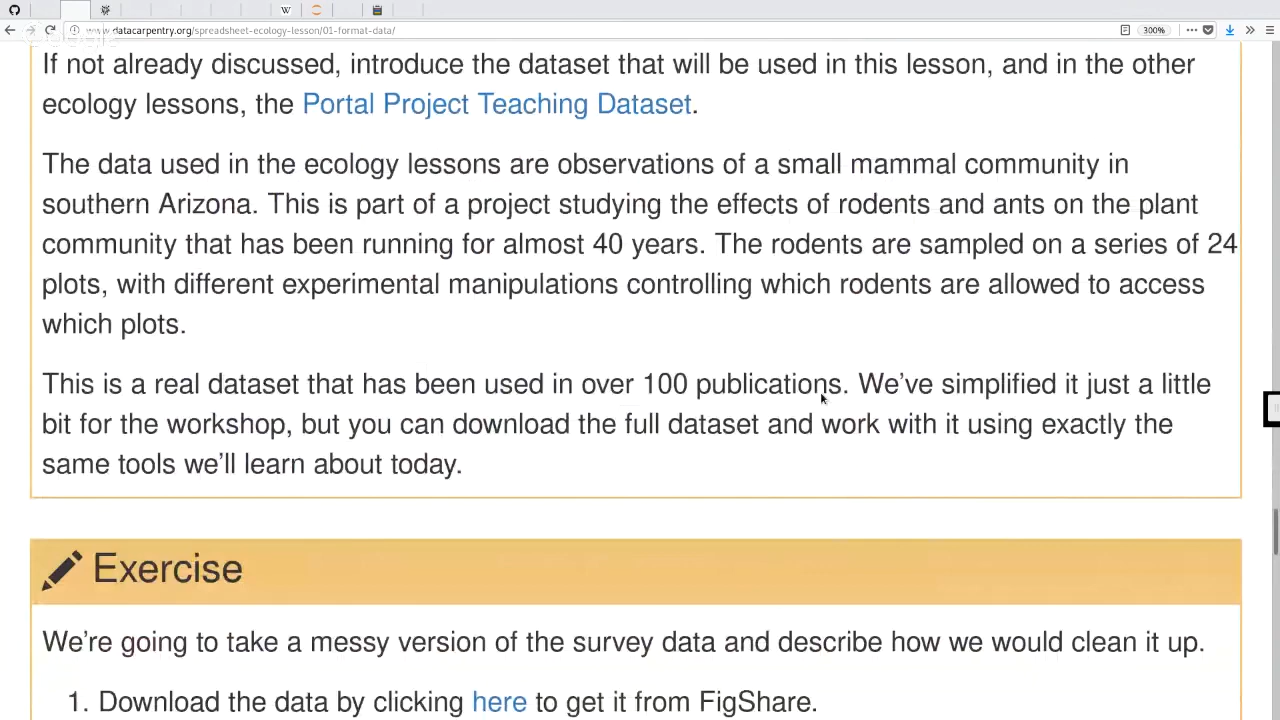 www.datacarpentry.org/spreadsheet-ecology-lesson/01-format-data/
300%
If not already discussed, introduce the dataset that will be used in this lesson, and in the other
ecology lessons, the Portal Project Teaching Dataset.
The data used in the ecology lessons are observations of a small mammal community in
southern Arizona. This is part of a project studying the effects of rodents and ants on the plant
community that has been running for almost 40 years. The rodents are sampled on a series of 24
plots, with different experimental manipulations controlling which rodents are allowed to access
which plots.
This is a real dataset that has been used in over 100 publications. We've simplified it just a little
bit for the workshop, but you can download the full dataset and work with it using exactly the
same tools we'll learn about today.
Exercise
We're going to take a messy version of the survey data and describe how we would clean it up.
1. Download the data by clicking here to get it from FigShare.